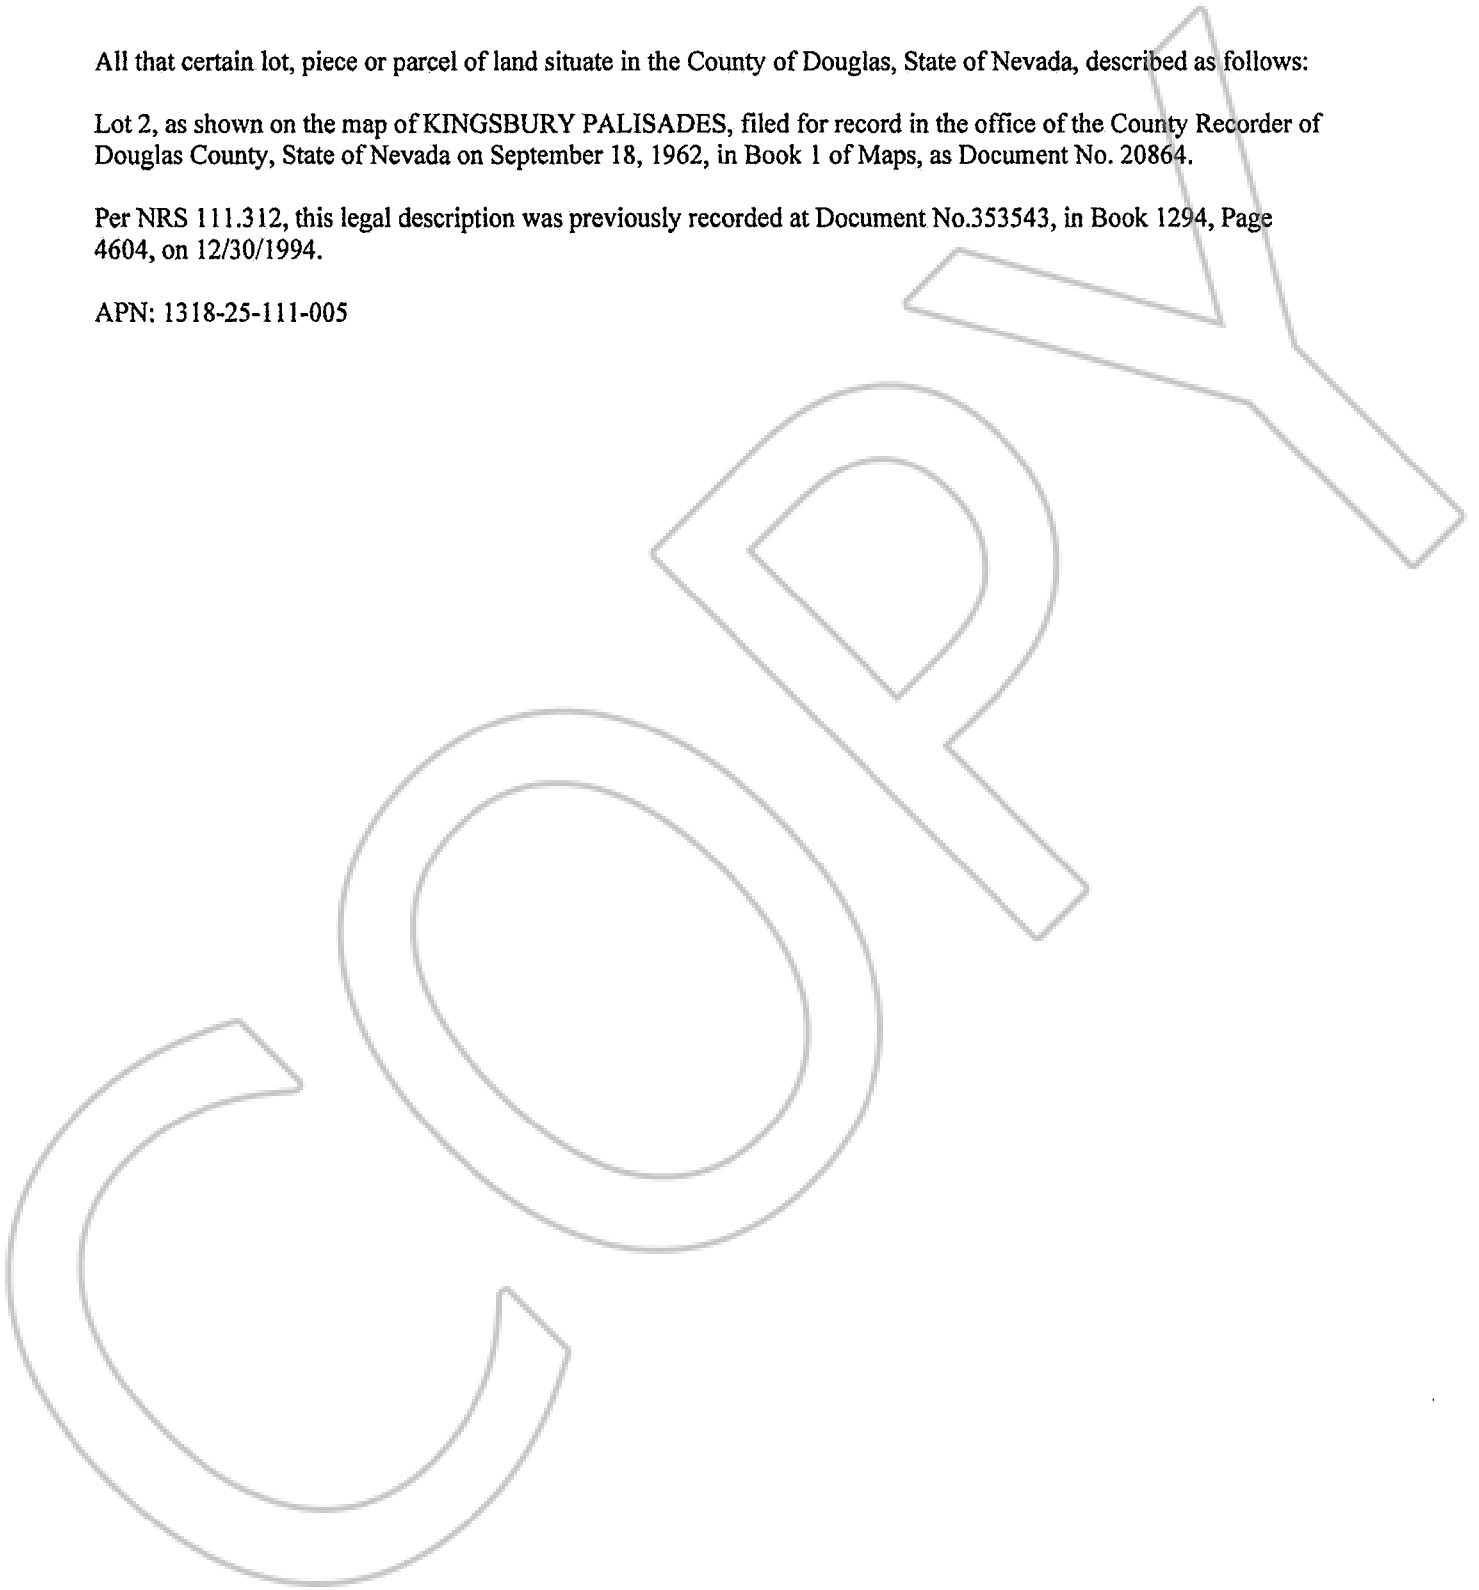 All that certain lot, piece or parcel of land situate in the County of Douglas, State of Nevada, described as follows:
Lot 2, as shown on the map of KINGSBURY PALISADES, filed for record in the office of the County Recorder of
Douglas County, State of Nevada on September 18, 1962, in Book 1 of Maps, as Document No. 20864.
Per NRS 111.312, this legal description was previously recorded at Document No.353543, in Book 1294, Page
4604, on 12/30/1994.
APN: 1318-25-111-005
COPY